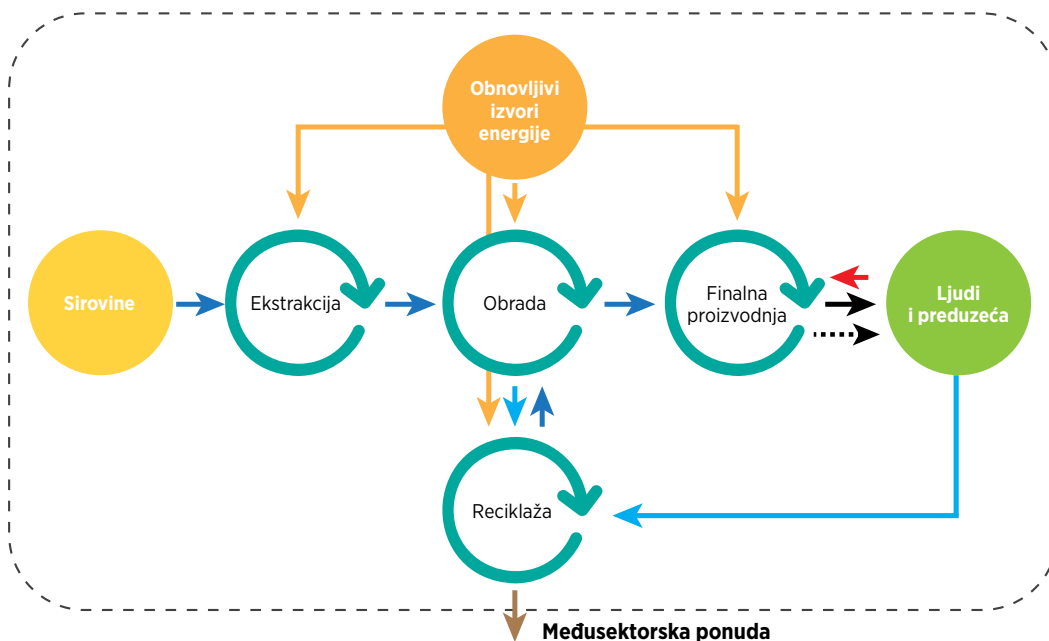 Obnovljivi
izvori
energije
Sirovine
Ekstrakcija
Obrada
Finalna
proizvodnja
Ljudi
i preduzeća
Reciklaža
Međusektorska ponuda